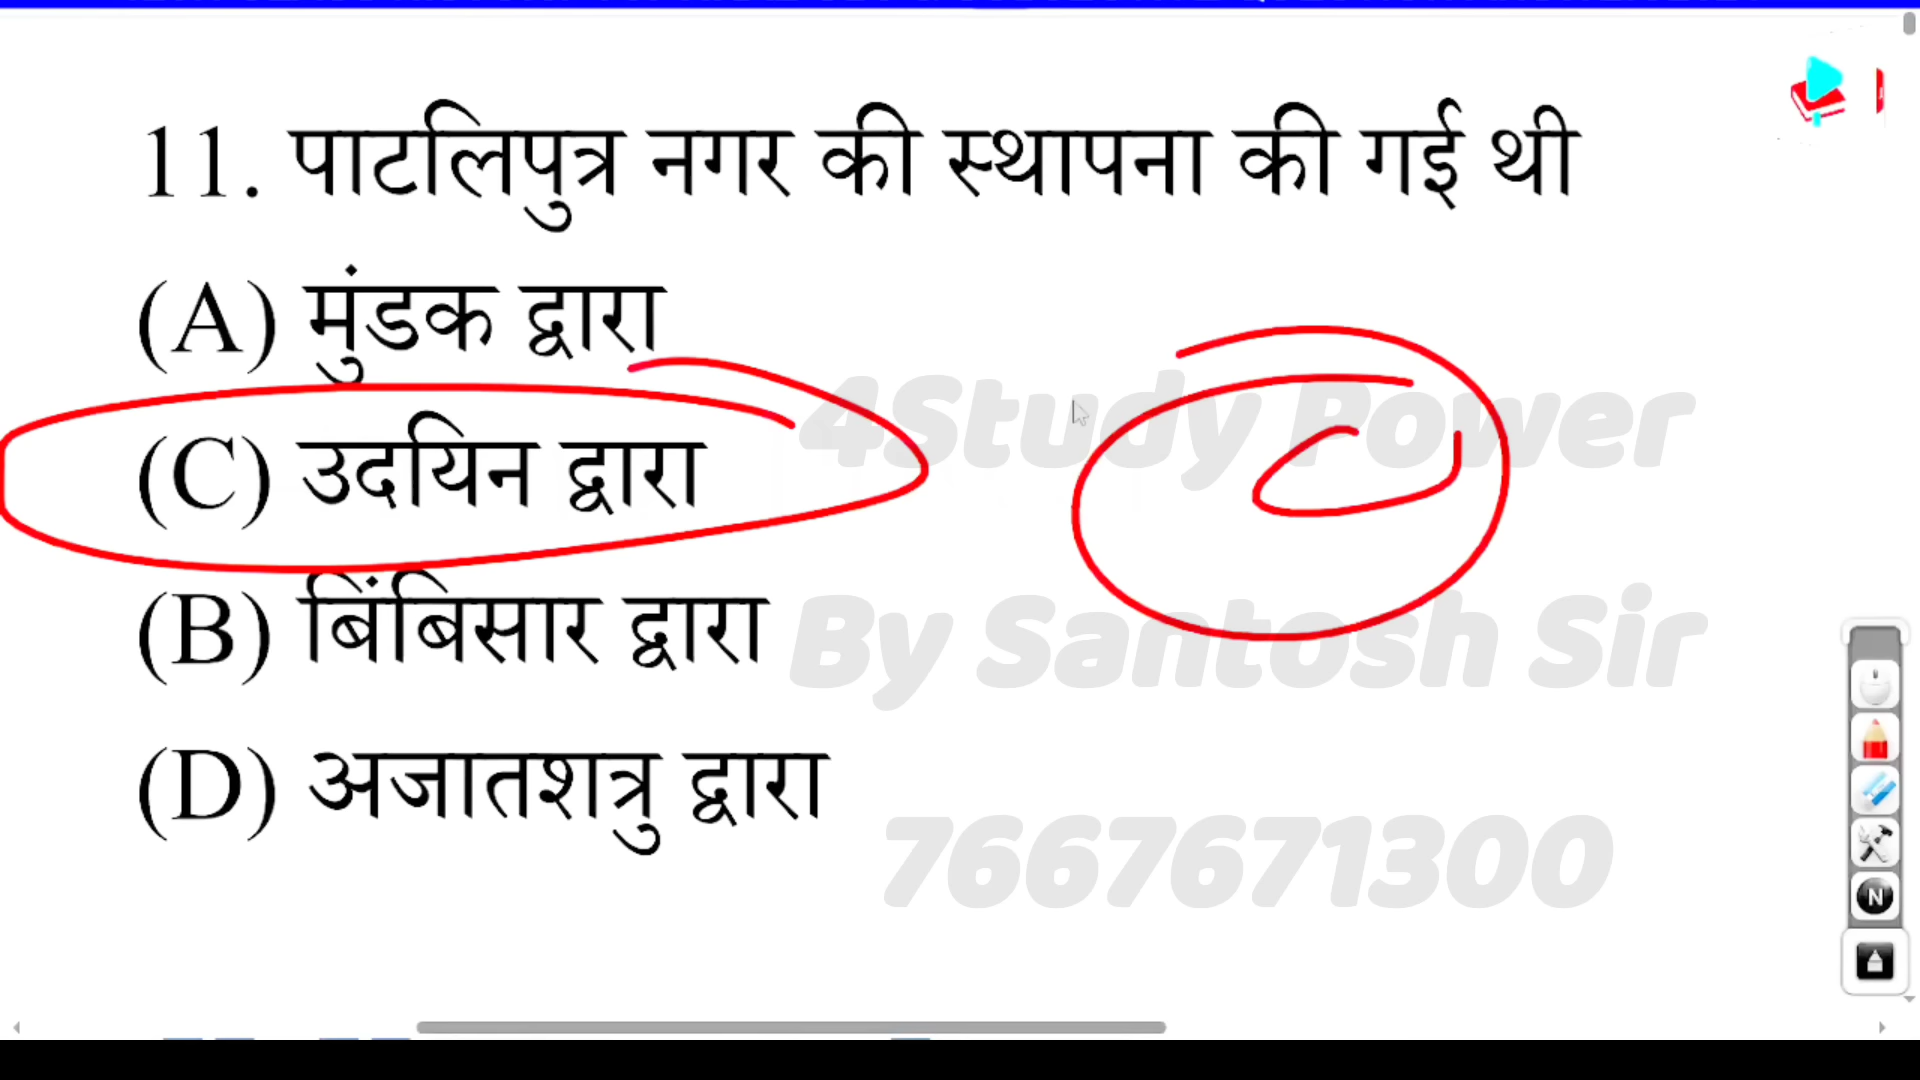 11. पाटलिपुत्र नगर की स्थापना की गई थी
(A) मुंडक द्वारा
(C) उदयिन द्वारा
(B) बिंबिसार द्वारा
(D) अजातशत्रु द्वारा
4Study Power
By Santosh Sir
7667671300
C
N